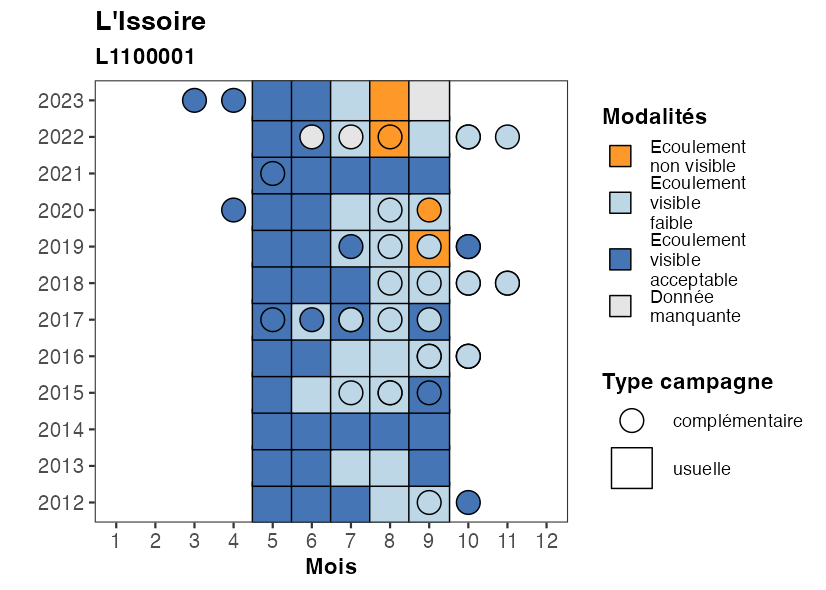 L'Issoire
L1100001
2023
2022
2021
2020
2019
2018
2017
2016
2015
2014
2013
2012
1 2 3 4 5 6 7 8 9 10 11 12
Mois
Modalités
Ecoulement
non visible
Ecoulement
visible
faible
Ecoulement
visible
acceptable
Donnée
manquante
Type campagne
complémentaire
usuelle